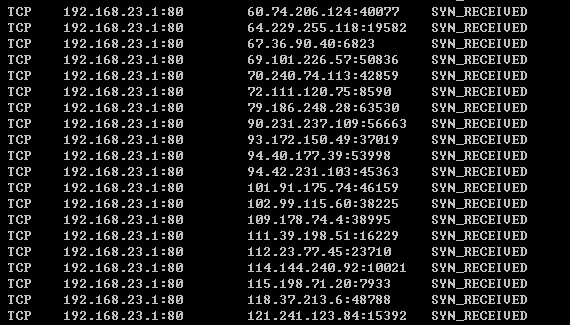 TCP 192.168.23.1:80 60.74.206.124:40077 SYN_RECEIVED
TCP 192.168.23.1:80 64.229.255.118:19582 SYN_RECEIVED
TCP 192.168.23.1:80 67.36.90.40:6823 SYN_RECEIVED
TCP 192.168.23.1:80 69.101.226.57:50836 SYN_RECEIVED
TCP 192.168.23.1:80 70.240.74.113:42859 SYN_RECEIVED
TCP 192.168.23.1:80 72.111.120.75:8590 SYN_RECEIVED
TCP 192.168.23.1:80 79.186.248.28:63530 SYN_RECEIVED
TCP 192.168.23.1:80 90.231.237.109:56663 SYN_RECEIVED
TCP 192.168.23.1:80 93.172.150.49:37019 SYN_RECEIVED
TCP 192.168.23.1:80 94.40.177.39:53998 SYN_RECEIVED
TCP 192.168.23.1:80 94.42.231.103:45363 SYN_RECEIVED
TCP 192.168.23.1:80 101.91.175.74:46159 SYN_RECEIVED
TCP 192.168.23.1:80 102.99.115.60:38225 SYN_RECEIVED
TCP 192.168.23.1:80 109.178.74.4:38995 SYN_RECEIVED
TCP 192.168.23.1:80 111.39.198.51:16229 SYN_RECEIVED
TCP 192.168.23.1:80 112.23.77.45:23710 SYN_RECEIVED
TCP 192.168.23.1:80 114.144.240.92:10021 SYN_RECEIVED
TCP 192.168.23.1:80 115.198.71.20:7933 SYN_RECEIVED
TCP 192.168.23.1:80 118.37.213.6:48788 SYN_RECEIVED
TCP 192.168.23.1:80 121.241.123.84:15392 SYN_RECEIVED